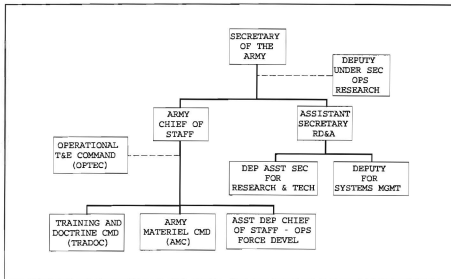 SECRETARY
OF THE
ARMY
DEPUTY
UNDER SEC
OPS
RESEARCH
ARMY
CHIEF OF
STAFF
ASSISTANT
SECRETARY
RD&A
OPERATIONAL
T&E COMMAND
(OPTEC)
DEP ASST SEC
FOR
RESEARCH & TECH
DEPUTY
FOR
SYSTEMS MGMT
TRAINING AND
DOCTRINE CMD
(TRADOC)
ARMY
MATERIEL CMD
(AMC)
ASST DEP CHIEF
OF STAFF - OPS
FORCE DEVEL